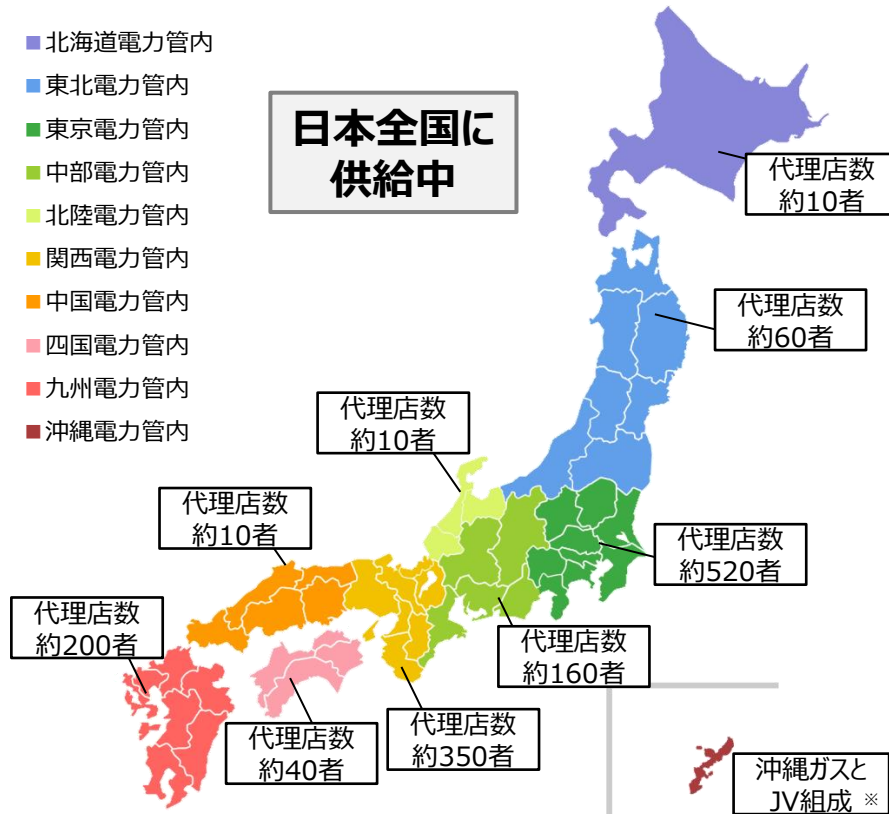 北海道電力管内
東北電力管内
東京電力管内
中部電力管内
北陸電力管内
関西電力管内
中国電力管内
四国電力管内
九州電力管内
沖縄電力管内
日本全国に
供給中
代理店数
約10者
代理店数
約60者
代理店数
約10者
代理店数
約10者
代理店数
約520者
代理店数
約200者
代理店数
約160者
代理店数
約350者
代理店数
約40者
沖縄ガスと
JV組成 ※